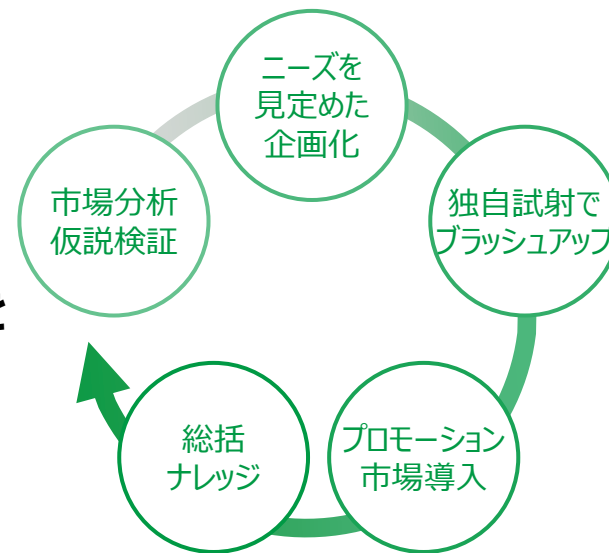 ニーズを
見定めた
企画化
市場分析
仮説検証
独自試射で
ブラッシュアップ
と
総括
ナレッジ
プロモーション
市場導入